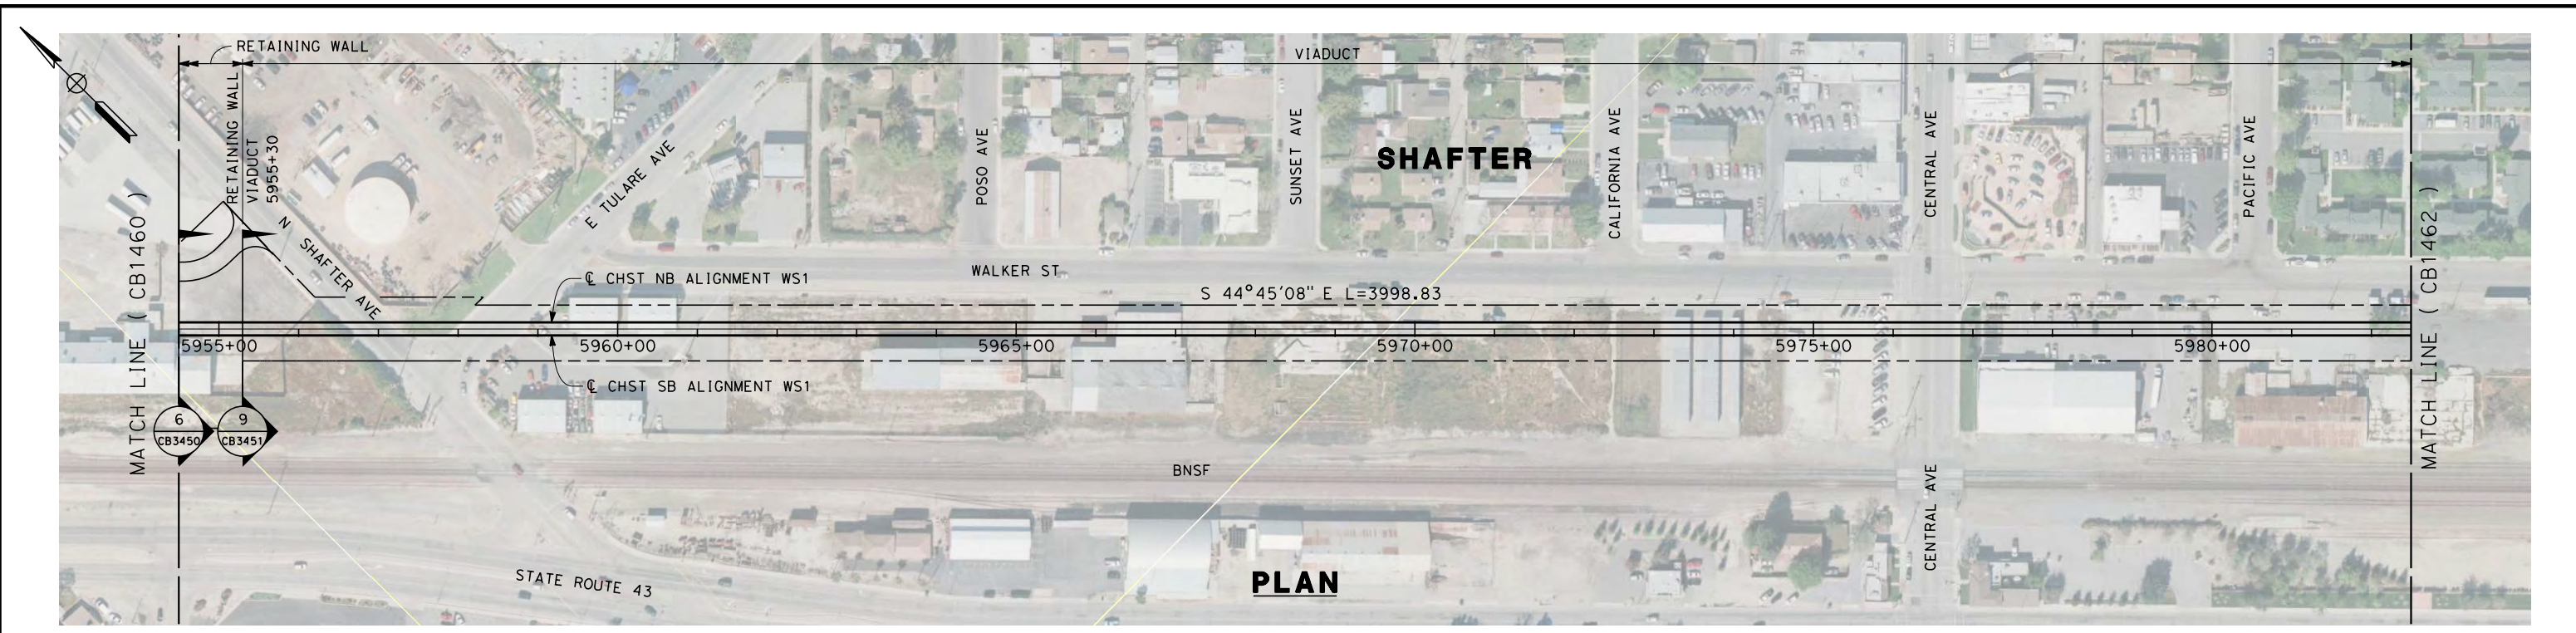 RETAINING WALL
VIADUCT
RETAINING WALL
VIADUCT
5955+30
MATCH LINE ( CB1460 )
N SHAFTER AVE
E TULARE AVE
POSO AVE
SUNSET AVE
SHAFTER
CALIFORNIA AVE
CENTRAL AVE
PACIFIC AVE
MATCH LINE ( CB1462 )
WALKER ST
℄ CHST NB ALIGNMENT WS1
S 44°45'08" E L=3998.83
5955+00
5960+00
5965+00
5970+00
5975+00
5980+00
℄ CHST SB ALIGNMENT WS1
6
CB3450
9
CB3451
BNSF
CENTRAL AVE
STATE ROUTE 43
PLAN